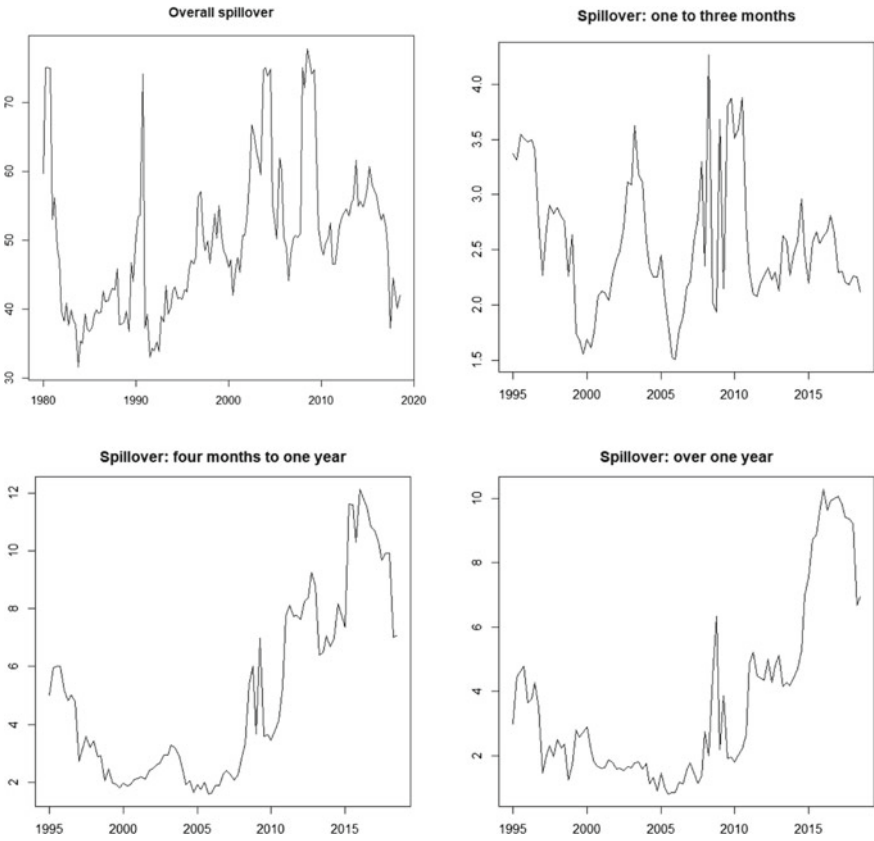 Overall spillover
70
60
50
40
30
1980 1990 2000 2010 2020
Spillover: one to three months
4.0
3.5
3.0
2.5
2.0
1.5
1995 2000 2005 2010 2015
Spillover: four months to one year
12
10
8
6
4
2
1995 2000 2005 2010 2015
Spillover: over one year
10
8
6
4
2
1995 2000 2005 2010 2015